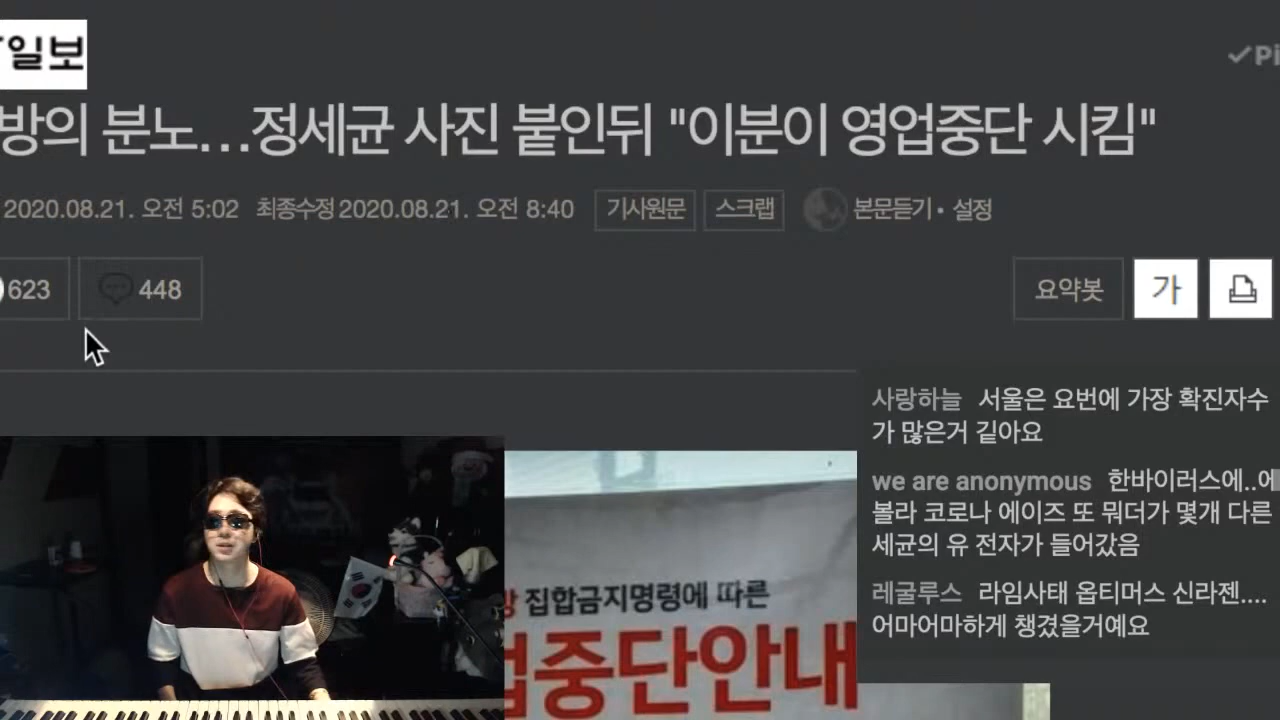 일보
Pi
방의 분노...정세균 사진 붙인뒤 "이분이 영업중단 시킴"
2020.08.21. 오전 5:02 최종수정 2020.08.21. 오전 8:40 기사원문 스크랩 본문듣기 • 설정
623 448 요약봇 가
사랑하늘 서울은 요번에 가장 확진자수
가 많은거 긑아요
we are anonymous 한바이러스에..에
볼라 코로나 에이즈 또 뭐더가 몇개 다른
세균의 유 전자가 들어갔음
레굴루스 라임사태 옵티머스 신라젠....
어마어마하게 챙겼을거예요
방 집합금지명령에 따른
업중단안내